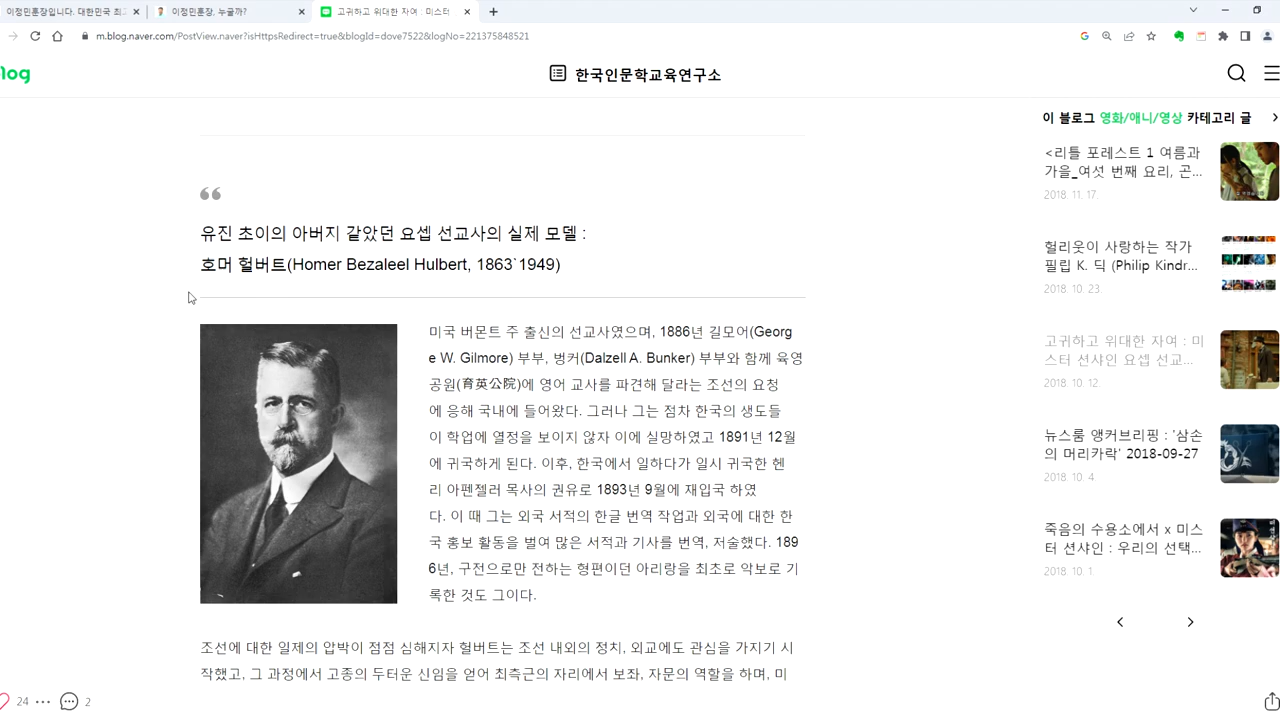 이정민훈장입니다. 대한민국 최고
이정민훈장, 누굴까?
고귀하고 위대한 자여 : 미스터
m.blog.naver.com/PostView.naver?isHttpsRedirect=true&blogId=dove7522&logNo=221375848521
log
한국인문학교육연구소
유진 초이의 아버지 같았던 요셉 선교사의 실제 모델 :
호머 헐버트(Homer Bezaleel Hulbert, 1863`1949)
미국 버몬트 주 출신의 선교사였으며, 1886년 길모어(Georg
e W. Gilmore) 부부, 벙커(Dalzell A. Bunker) 부부와 함께 육영
공원(育英公院)에 영어 교사를 파견해 달라는 조선의 요청
에 응해 국내에 들어왔다. 그러나 그는 점차 한국의 생도들
이 학업에 열정을 보이지 않자 이에 실망하였고 1891년 12월
에 귀국하게 된다. 이후, 한국에서 일하다가 일시 귀국한 헨
리 아펜젤러 목사의 권유로 1893년 9월에 재입국 하였
다. 이 때 그는 외국 서적의 한글 번역 작업과 외국에 대한 한
국 홍보 활동을 벌여 많은 서적과 기사를 번역, 저술했다. 189
6년, 구전으로만 전하는 형편이던 아리랑을 최초로 악보로 기
록한 것도 그이다.
조선에 대한 일제의 압박이 점점 심해지자 헐버트는 조선 내외의 정치, 외교에도 관심을 가지기 시
작했고, 그 과정에서 고종의 두터운 신임을 얻어 최측근의 자리에서 보좌, 자문의 역할을 하며, 미
24
2
이 블로그 영화/애니/영상 카테고리 글
<리틀 포레스트 1 여름과
가을_여섯 번째 요리, 곤...
2018. 11. 17.
헐리웃이 사랑하는 작가
필립 K. 딕 (Philip Kindr...
2018. 10. 23.
고귀하고 위대한 자여 : 미
스터 션샤인 요셉 선교...
2018. 10. 12.
뉴스룸 앵커브리핑 : '삼손
의 머리카락' 2018-09-27
2018. 10. 4.
죽음의 수용소에서 x 미스
터 션샤인 : 우리의 선택...
2018. 10. 1.